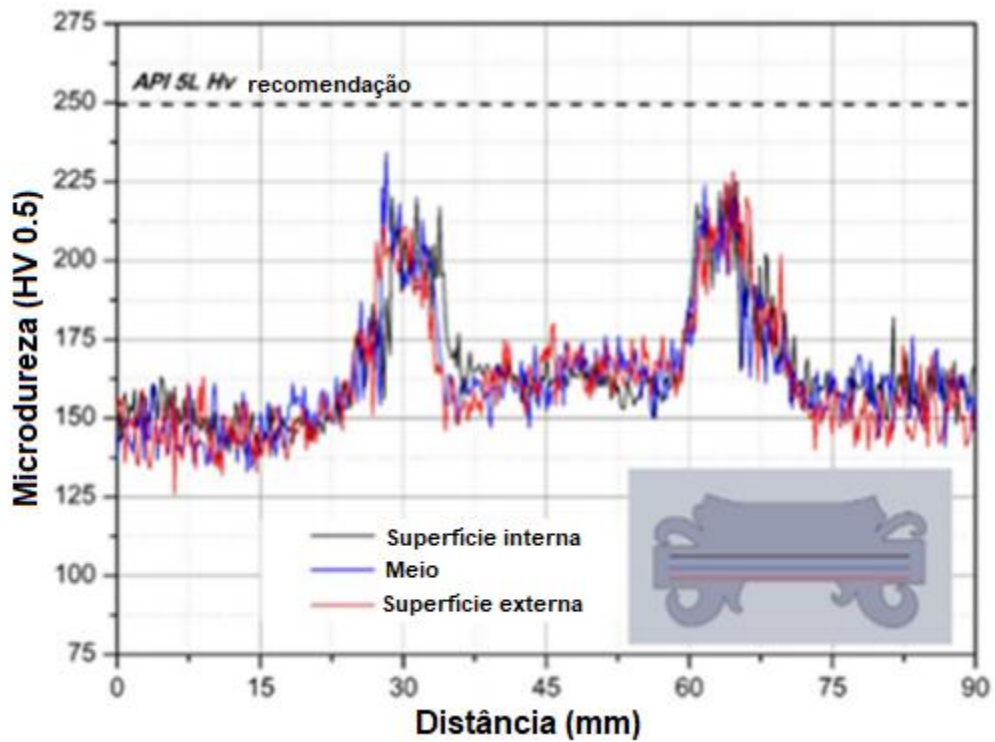 275
API 5L Hv recomendação
250
225
200
175
150
125
100
75
Microdureza (HV 0.5)
Superfície interna
Meio
Superfície externa
0 15 30 45 60 75 90
Distância (mm)